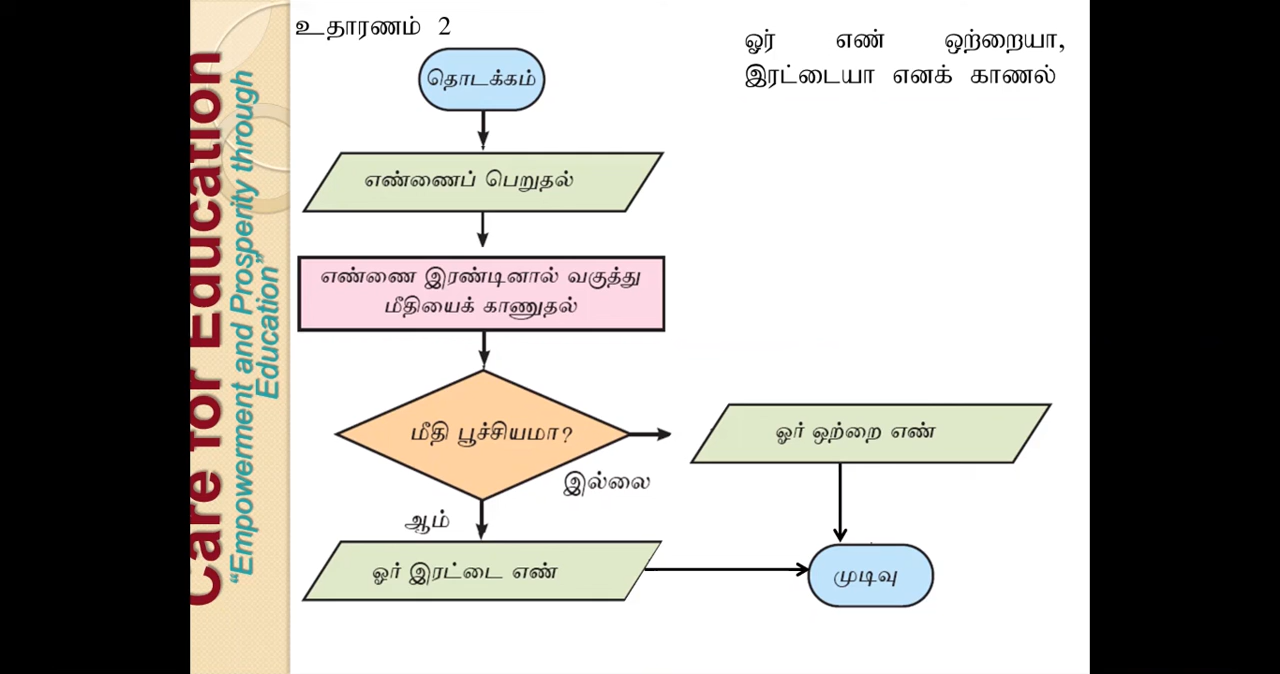 Care for Education
“Empowerment and Prosperity through
Education”
உதாரணம் 2
ஓர் எண் ஒற்றையா,
இரட்டையா எனக் காணல்
தொடக்கம்
எண்ணைப் பெறுதல்
எண்ணை இரண்டினால் வகுத்து
மீதியைக் காணுதல்
மீதி பூச்சியமா?
இல்லை
ஓர் ஒற்றை எண்
ஆம்
ஓர் இரட்டை எண்
முடிவு